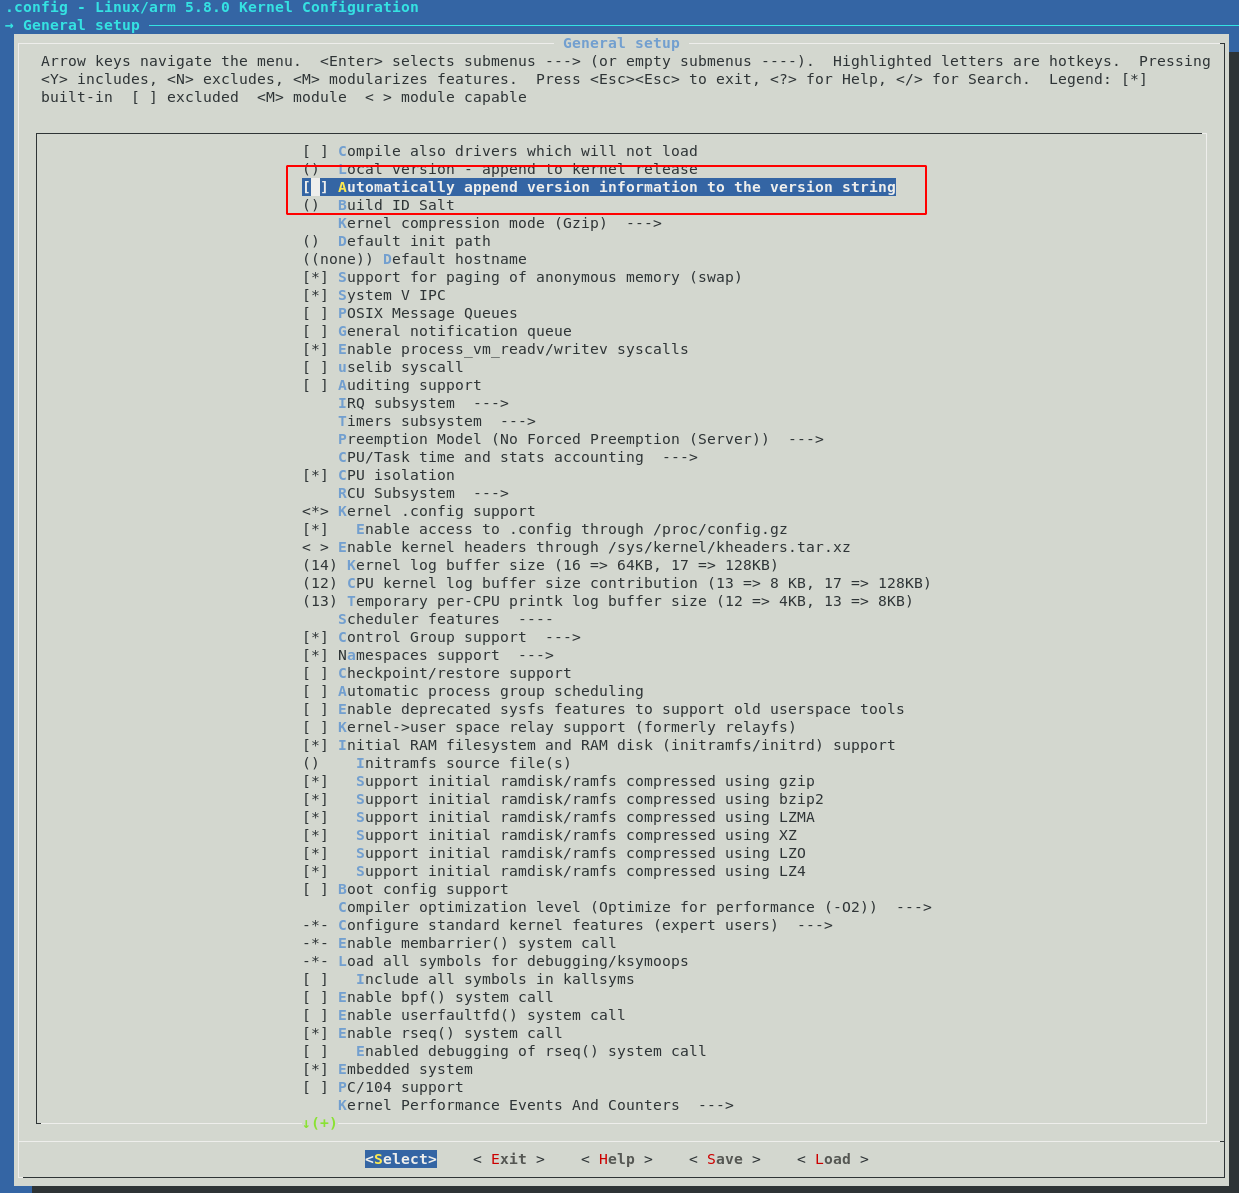 .config - Linux/arm 5.8.0 Kernel Configuration
→ General setup
General setup
Arrow keys navigate the menu.  <Enter> selects submenus ---> (or empty submenus ----).  Highlighted letters are hotkeys.  Pressing
<Y> includes, <N> excludes, <M> modularizes features.  Press <Esc><Esc> to exit, <?> for Help, </> for Search.  Legend: [*]
built-in  [ ] excluded  <M> module  < > module capable
[ ] Compile also drivers which will not load
()  Local version - append to kernel release
[ ] Automatically append version information to the version string
()  Build ID Salt
    Kernel compression mode (Gzip)  --->
()  Default init path
((none)) Default hostname
[*] Support for paging of anonymous memory (swap)
[*] System V IPC
[ ] POSIX Message Queues
[ ] General notification queue
[*] Enable process_vm_readv/writev syscalls
[ ] uselib syscall
[ ] Auditing support
    IRQ subsystem  --->
    Timers subsystem  --->
    Preemption Model (No Forced Preemption (Server))  --->
    CPU/Task time and stats accounting  --->
[*] CPU isolation
    RCU Subsystem  --->
<*> Kernel .config support
[*]   Enable access to .config through /proc/config.gz
< > Enable kernel headers through /sys/kernel/kheaders.tar.xz
(14) Kernel log buffer size (16 => 64KB, 17 => 128KB)
(12) CPU kernel log buffer size contribution (13 => 8 KB, 17 => 128KB)
(13) Temporary per-CPU printk log buffer size (12 => 4KB, 13 => 8KB)
    Scheduler features  ----
[*] Control Group support  --->
[*] Namespaces support  --->
[ ] Checkpoint/restore support
[ ] Automatic process group scheduling
[ ] Enable deprecated sysfs features to support old userspace tools
[ ] Kernel->user space relay support (formerly relayfs)
[*] Initial RAM filesystem and RAM disk (initramfs/initrd) support
()    Initramfs source file(s)
[*]   Support initial ramdisk/ramfs compressed using gzip
[*]   Support initial ramdisk/ramfs compressed using bzip2
[*]   Support initial ramdisk/ramfs compressed using LZMA
[*]   Support initial ramdisk/ramfs compressed using XZ
[*]   Support initial ramdisk/ramfs compressed using LZO
[*]   Support initial ramdisk/ramfs compressed using LZ4
[ ] Boot config support
    Compiler optimization level (Optimize for performance (-O2))  --->
-*- Configure standard kernel features (expert users)  --->
-*- Enable membarrier() system call
-*- Load all symbols for debugging/ksymoops
[ ]   Include all symbols in kallsyms
[ ] Enable bpf() system call
[ ] Enable userfaultfd() system call
[*] Enable rseq() system call
[ ]   Enabled debugging of rseq() system call
[*] Embedded system
[ ] PC/104 support
    Kernel Performance Events And Counters  --->
↓(+)
<Select>    < Exit >    < Help >    < Save >    < Load >